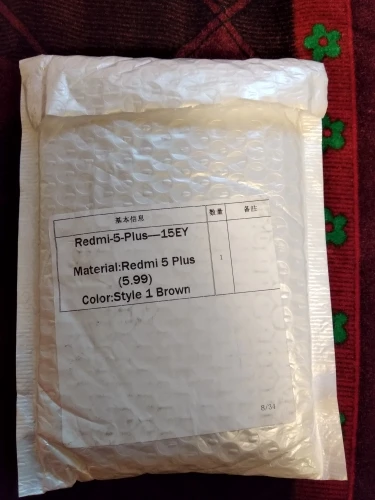 基本信息 数量 备注
Redmi-5-Plus—15EY
Material:Redmi 5 Plus 1
(5.99)
Color:Style 1 Brown